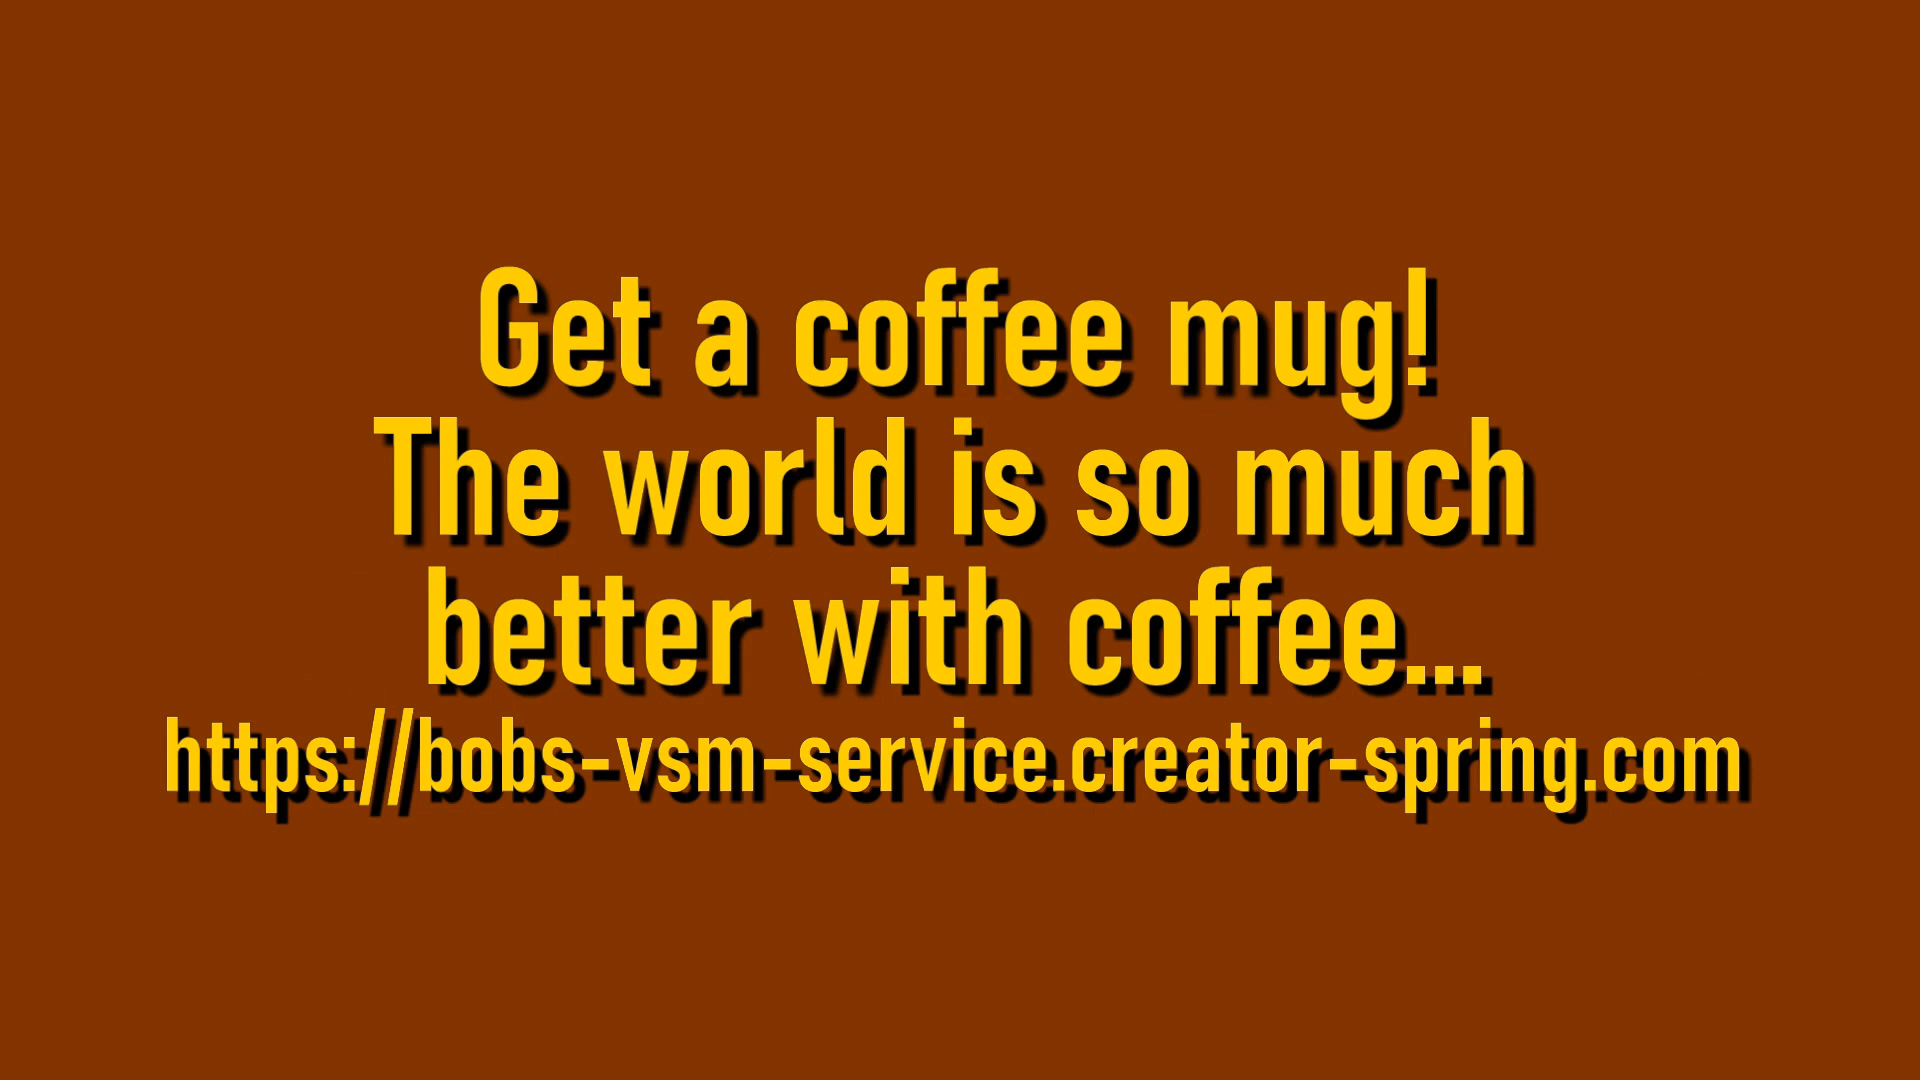 Get a coffee mug!
The world is so much
better with coffee...
https://bobs-vsm-service.creator-spring.com